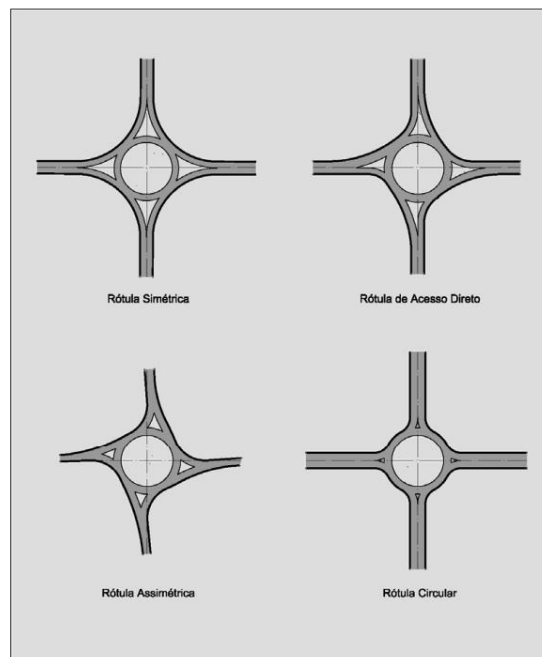 Rótula Simétrica
Rótula de Acesso Direto
Rótula Assimétrica
Rótula Circular